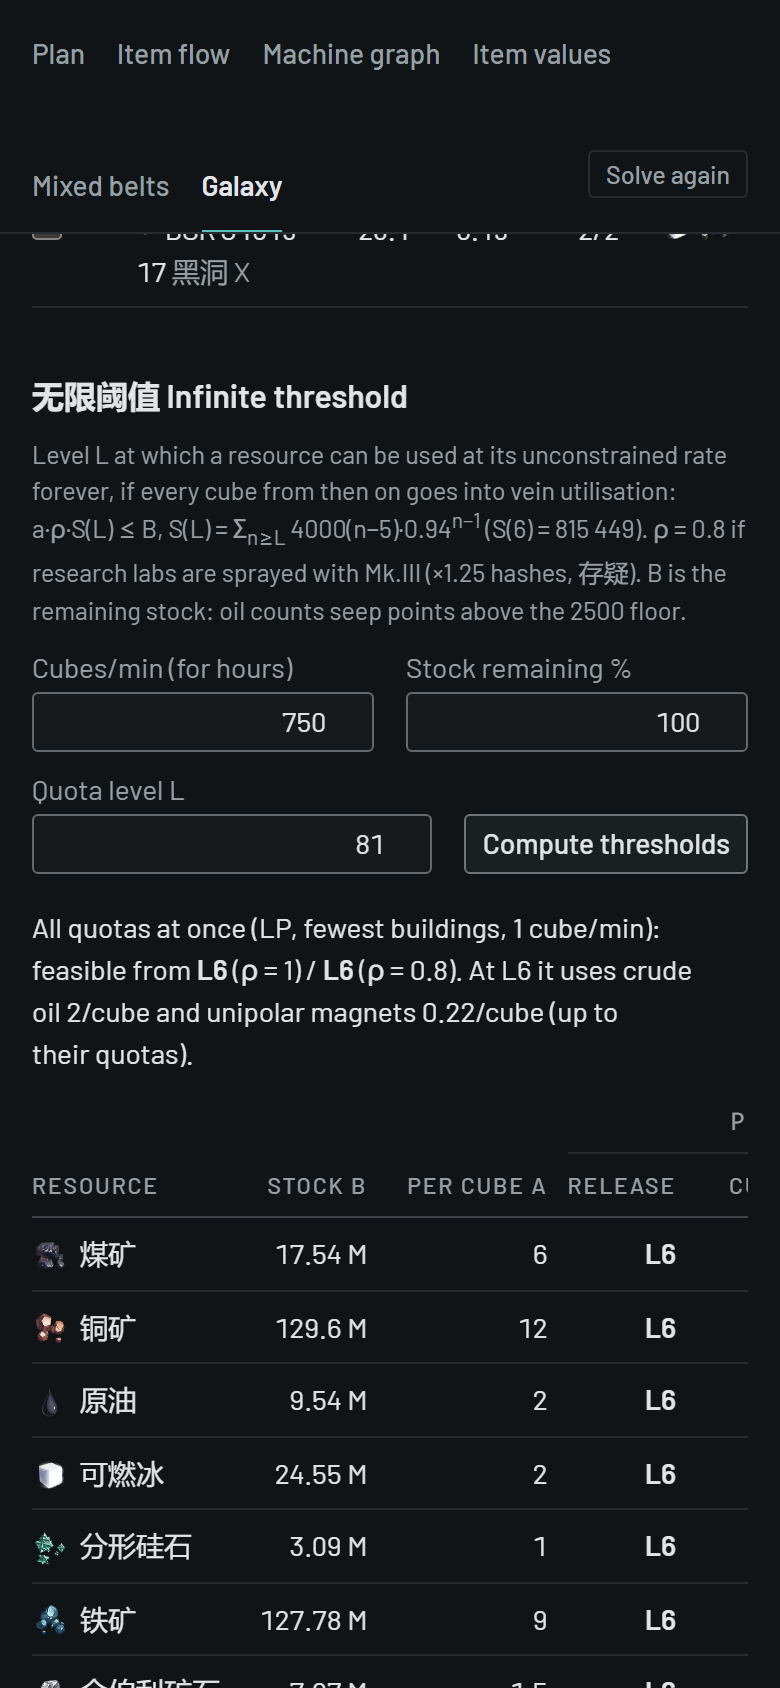 Plan Item flow Machine graph Item values
Mixed belts Galaxy Solve again
17 黑洞 X
无限阈值 Infinite threshold
Level L at which a resource can be used at its unconstrained rate
forever, if every cube from then on goes into vein utilisation:
a·ρ·S(L) ≤ B, S(L) = Σn≥L 4000(n−5)·0.94^n−1 (S(6) = 815 449). ρ = 0.8 if
research labs are sprayed with Mk.III (×1.25 hashes, 存疑). B is the
remaining stock: oil counts seep points above the 2500 floor.
Cubes/min (for hours) Stock remaining %
750 100
Quota level L
81 Compute thresholds
All quotas at once (LP, fewest buildings, 1 cube/min):
feasible from L6 (ρ = 1) / L6 (ρ = 0.8). At L6 it uses crude
oil 2/cube and unipolar magnets 0.22/cube (up to
their quotas).
P
RESOURCE STOCK B PER CUBE A RELEASE
煤矿 17.54 M 6 L6
铜矿 129.6 M 12 L6
原油 9.54 M 2 L6
可燃冰 24.55 M 2 L6
分形硅石 3.09 M 1 L6
铁矿 127.78 M 9 L6